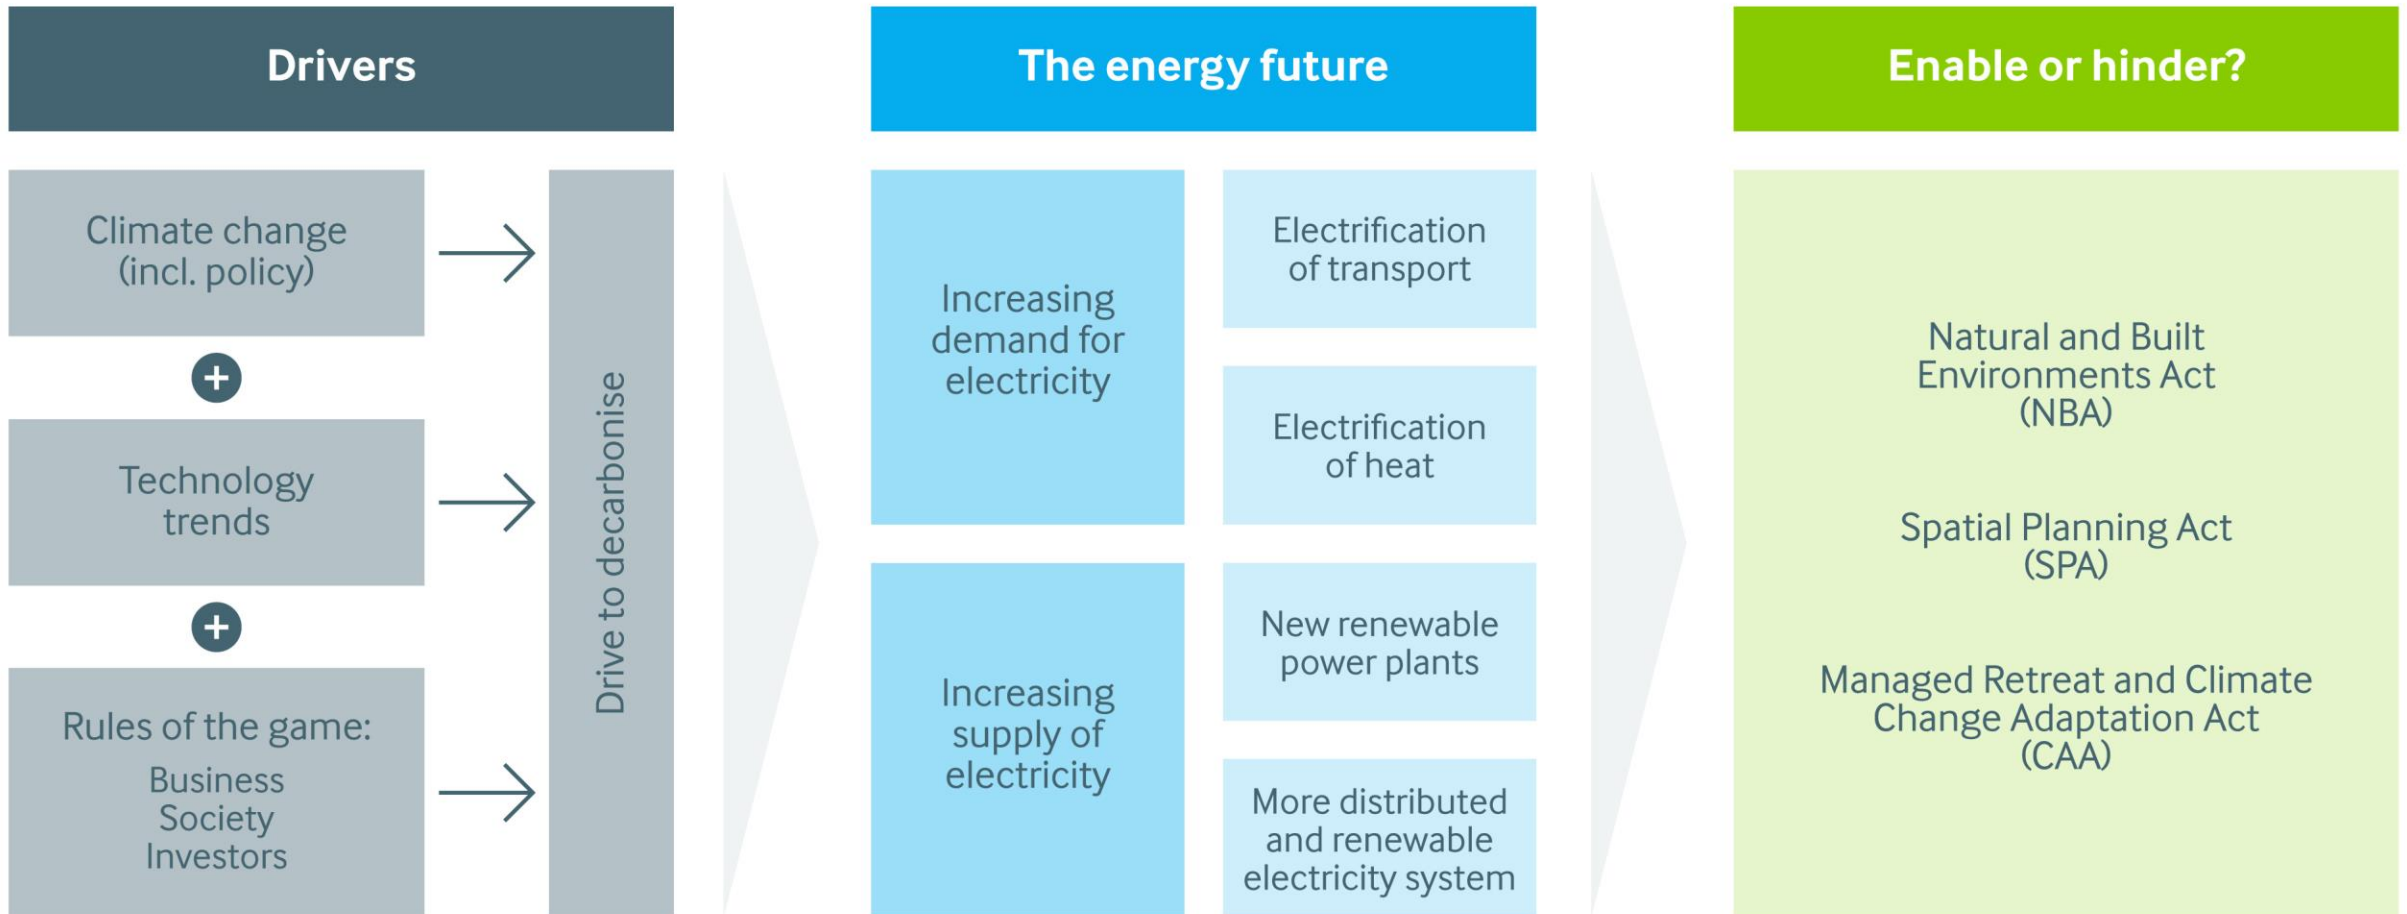 Drivers
Climate change
(incl. policy)
+
Technology
trends
+
Rules of the game:
Business
Society
Investors
Drive to decarbonise
The energy future
Increasing
demand for
electricity
Electrification
of transport
Electrification
of heat
Increasing
supply of
electricity
New renewable
power plants
More distributed
and renewable
electricity system
Enable or hinder?
Natural and Built
Environments Act
(NBA)
Spatial Planning Act
(SPA)
Managed Retreat and Climate
Change Adaptation Act
(CAA)